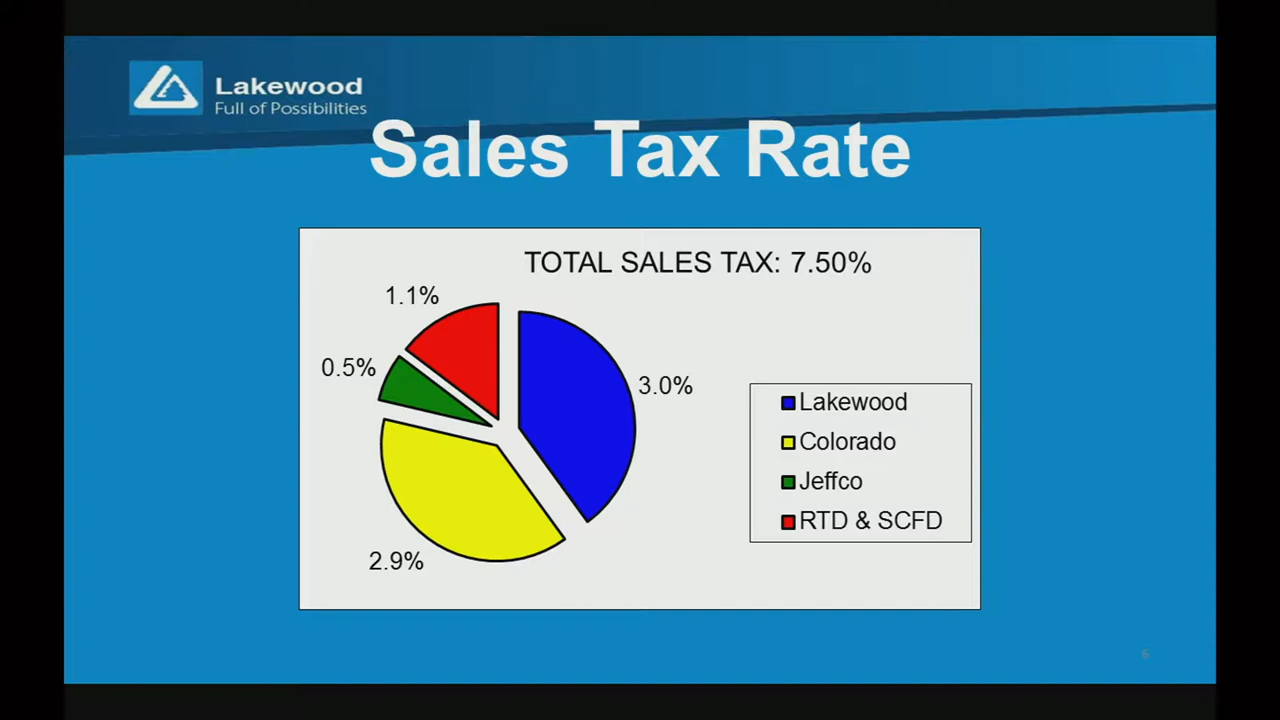 Lakewood
Full of Possibilities
Sales Tax Rate
TOTAL SALES TAX: 7.50%
1.1%
0.5%
3.0%
2.9%
Lakewood
Colorado
Jeffco
RTD & SCFD
6